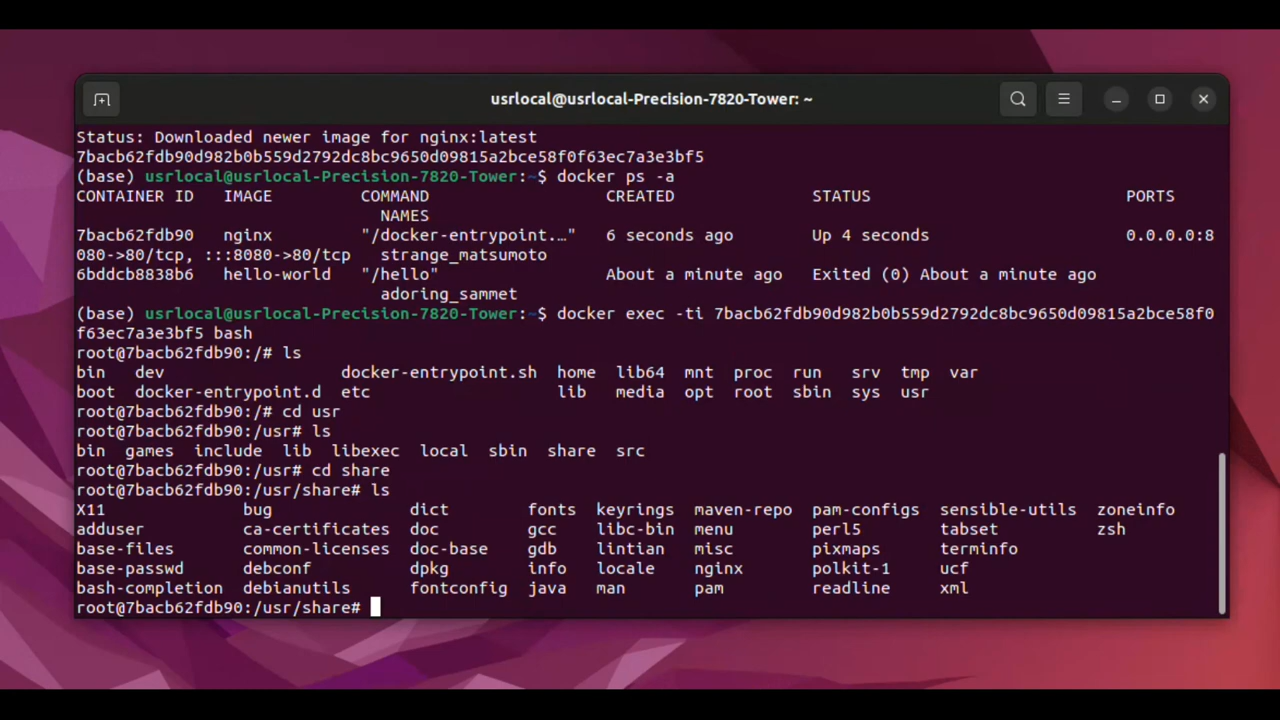 usrlocal@usrlocal-Precision-7820-Tower: ~
Status: Downloaded newer image for nginx:latest
7bacb62fdb90d982b0b559d2792dc8bc9650d09815a2bce58f0f63ec7a3e3bf5
(base) usrlocal@usrlocal-Precision-7820-Tower:~$ docker ps -a
CONTAINER ID   IMAGE         COMMAND                  CREATED              STATUS                          PORTS
NAMES
7bacb62fdb90   nginx         "/docker-entrypoint.…"   6 seconds ago        Up 4 seconds                    0.0.0.0:8
080->80/tcp, :::8080->80/tcp   strange_matsumoto
6bddcb8838b6   hello-world   "/hello"                 About a minute ago   Exited (0) About a minute ago
adoring_sammet
(base) usrlocal@usrlocal-Precision-7820-Tower:~$ docker exec -ti 7bacb62fdb90d982b0b559d2792dc8bc9650d09815a2bce58f0
f63ec7a3e3bf5 bash
root@7bacb62fdb90:/# ls
bin   dev                  docker-entrypoint.sh  home  lib64  mnt  proc  run   srv  tmp  var
boot  docker-entrypoint.d  etc                   lib   media  opt  root  sbin  sys  usr
root@7bacb62fdb90:/# cd usr
root@7bacb62fdb90:/usr# ls
bin  games  include  lib  libexec  local  sbin  share  src
root@7bacb62fdb90:/usr# cd share
root@7bacb62fdb90:/usr/share# ls
X11              bug              dict        fonts  keyrings  maven-repo  pam-configs  sensible-utils  zoneinfo
adduser          ca-certificates  doc         gcc    libc-bin  menu        perl5        tabset          zsh
base-files       common-licenses  doc-base    gdb    lintian   misc        pixmaps      terminfo
base-passwd      debconf          dpkg        info   locale    nginx       polkit-1     ucf
bash-completion  debianutils      fontconfig  java   man       pam         readline     xml
root@7bacb62fdb90:/usr/share#